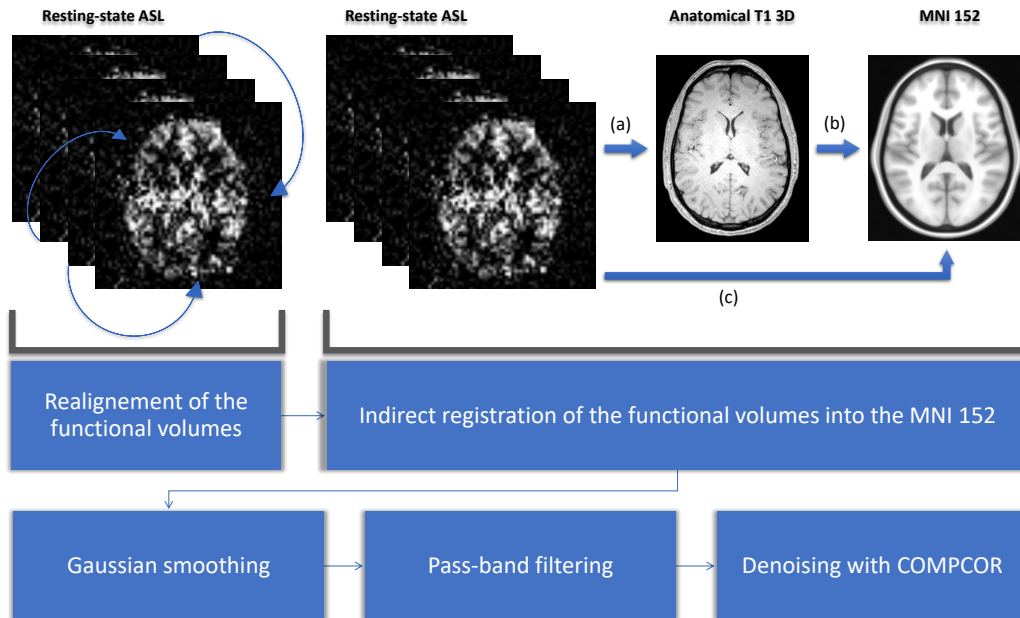 Resting-state ASL
Resting-state ASL
Anatomical T1 3D
MNI 152
(a)
(b)
(c)
Realignement of the
functional volumes
Indirect registration of the functional volumes into the MNI 152
Gaussian smoothing
Pass-band filtering
Denoising with COMPCOR